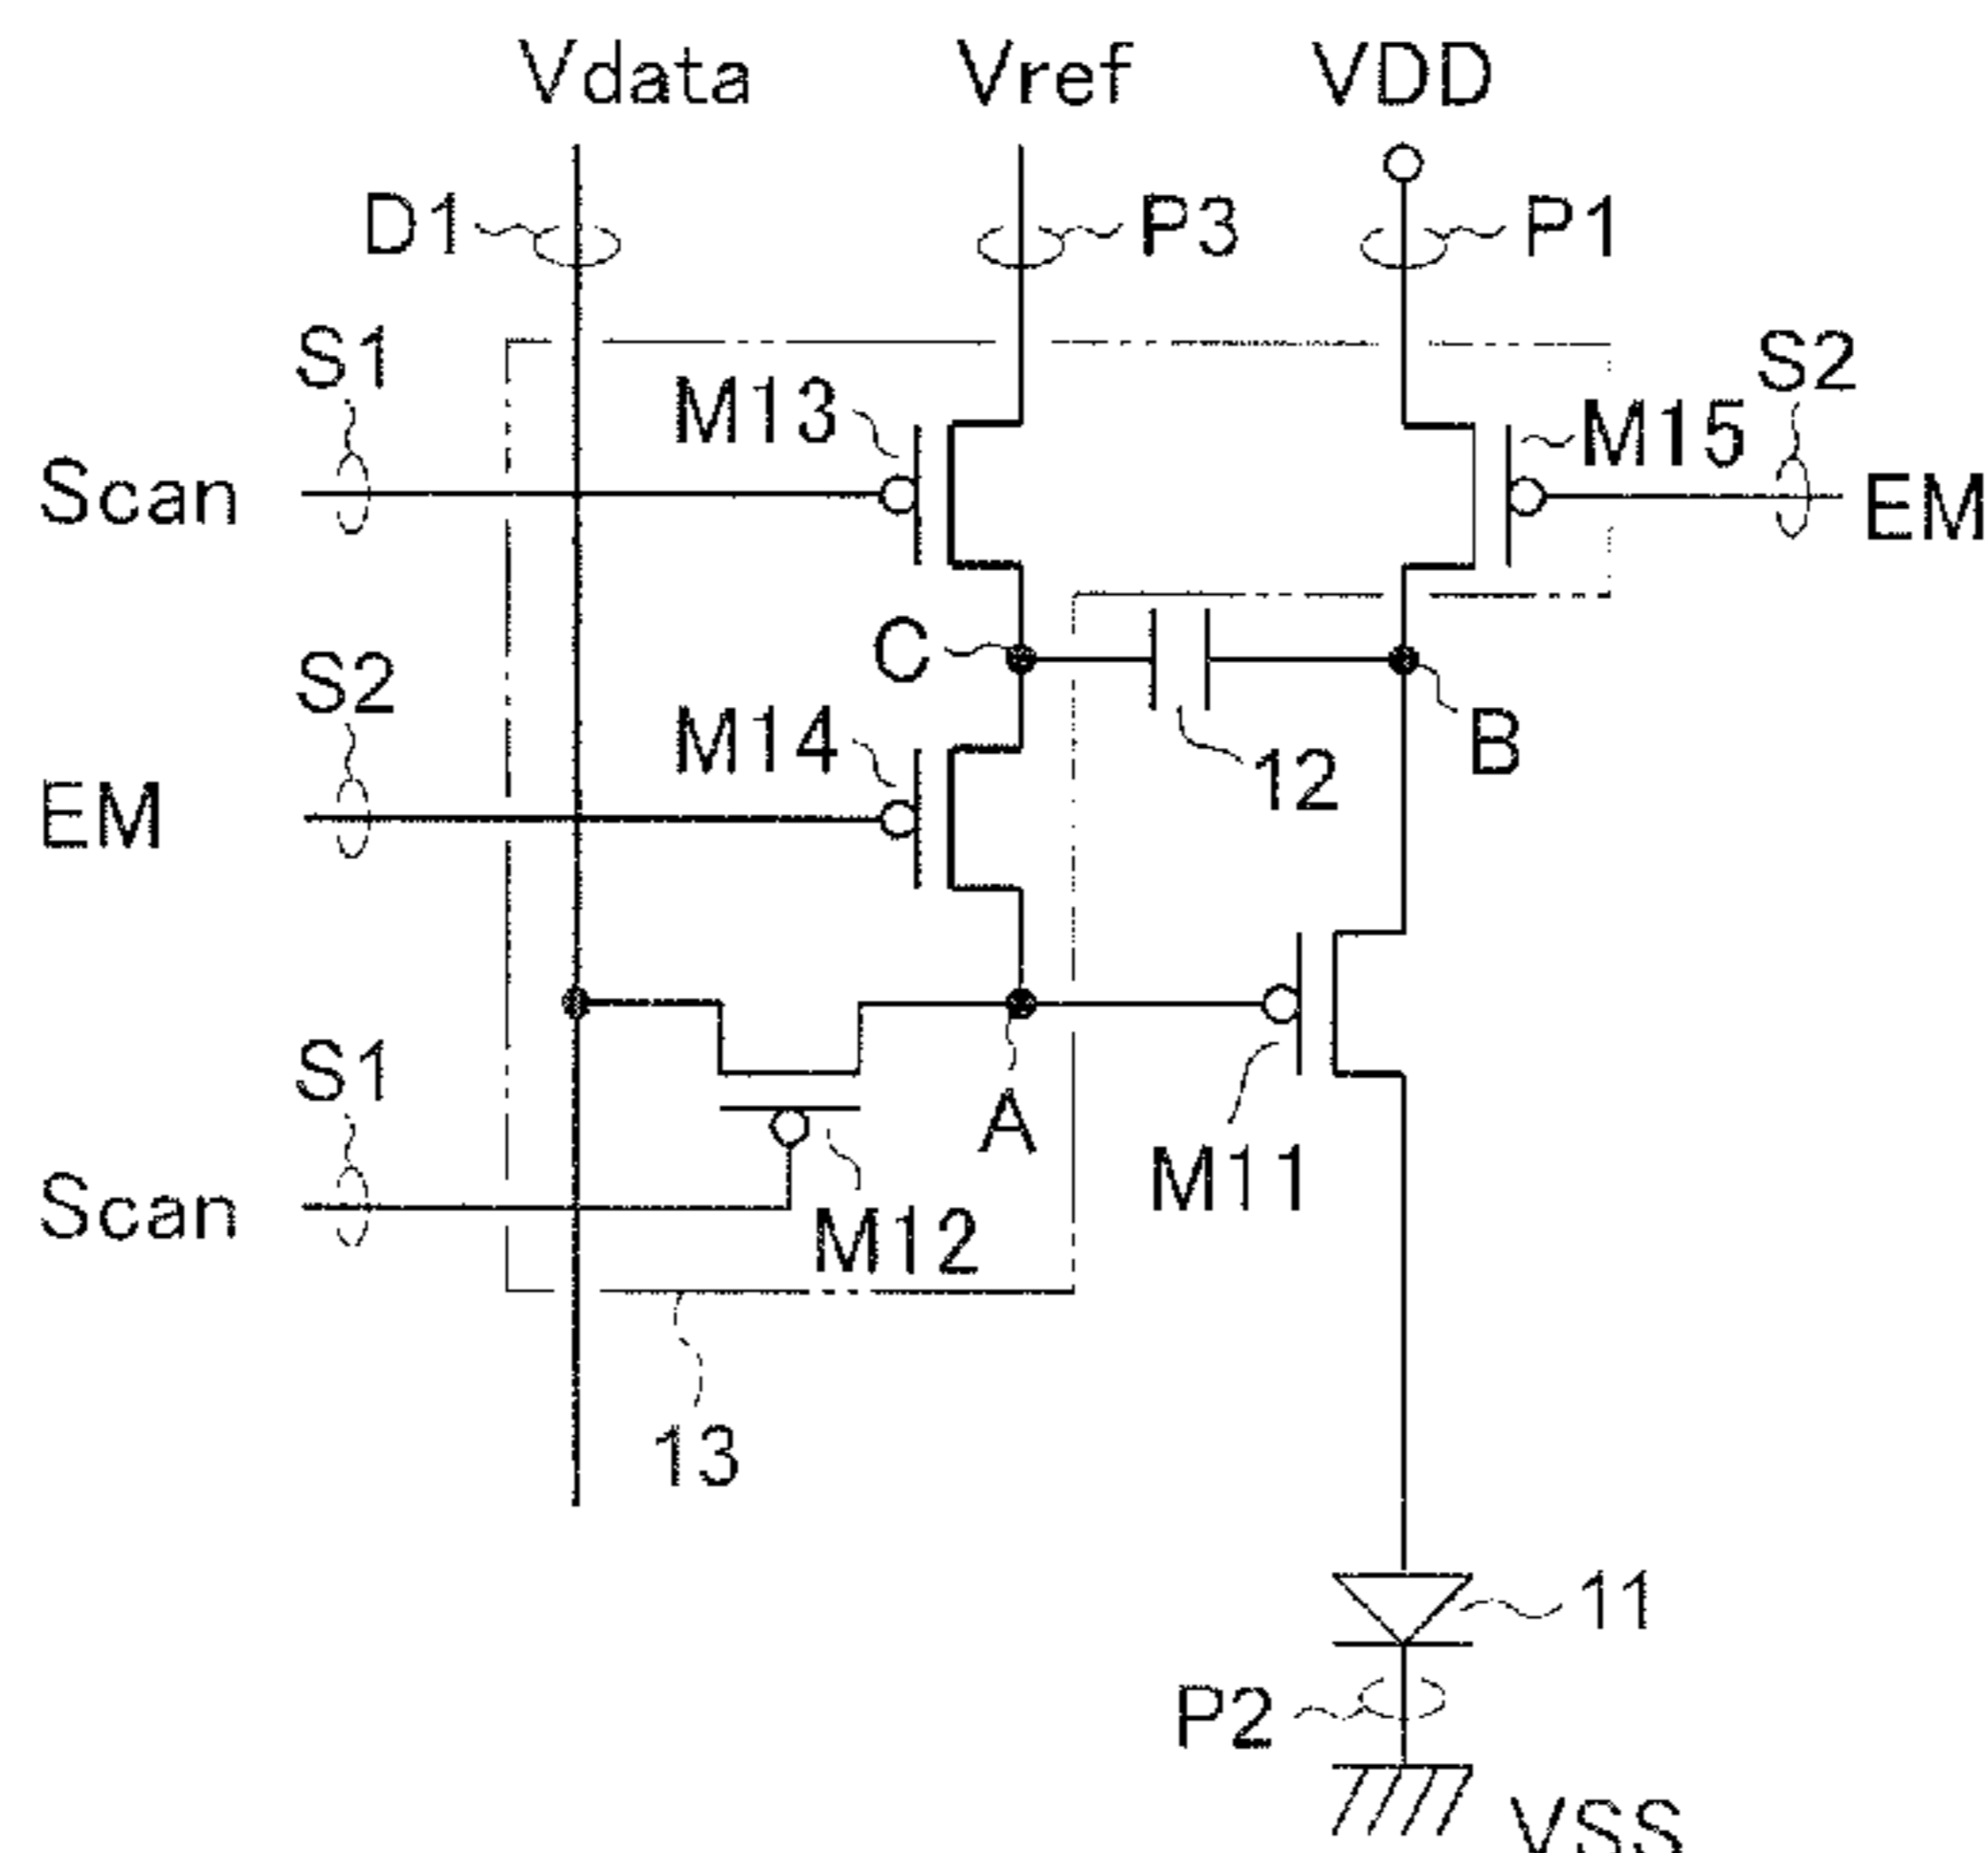 Vdata Vref VDD
D1 P3 P1
S1 S2
M13 M15
Scan EM
C
S2 M14 B
12
EM
S1 A
M11
Scan M12
13
11
P2
VSS